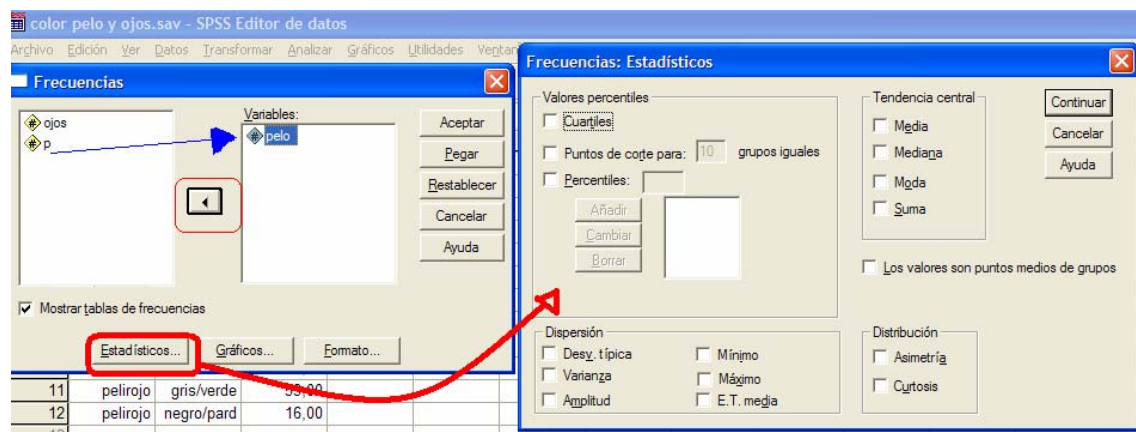 color pelo y ojos.sav - SPSS Editor de datos
Archivo Edición Ver Datos Transformar Analizar Gráficos Utilidades Ventan
Frecuencias
ojos
p
Variables:
pelo
Aceptar
Pegar
Restablecer
Cancelar
Ayuda
Mostrar tablas de frecuencias
Estadísticos...
Gráficos...
Formato...
11 pelirojo gris/verde
12 pelirojo negro/pard 16,00
Frecuencias: Estadísticos
Valores percentiles
Cuartiles
Puntos de corte para: 10 grupos iguales
Percentiles:
Añadir
Cambiar
Borrar
Tendencia central
Media
Mediana
Moda
Suma
Continuar
Cancelar
Ayuda
Los valores son puntos medios de grupos
Dispersión
Desv. típica
Mínimo
Varianza
Máximo
Amplitud
E.T. media
Distribución
Asimetría
Curtosis